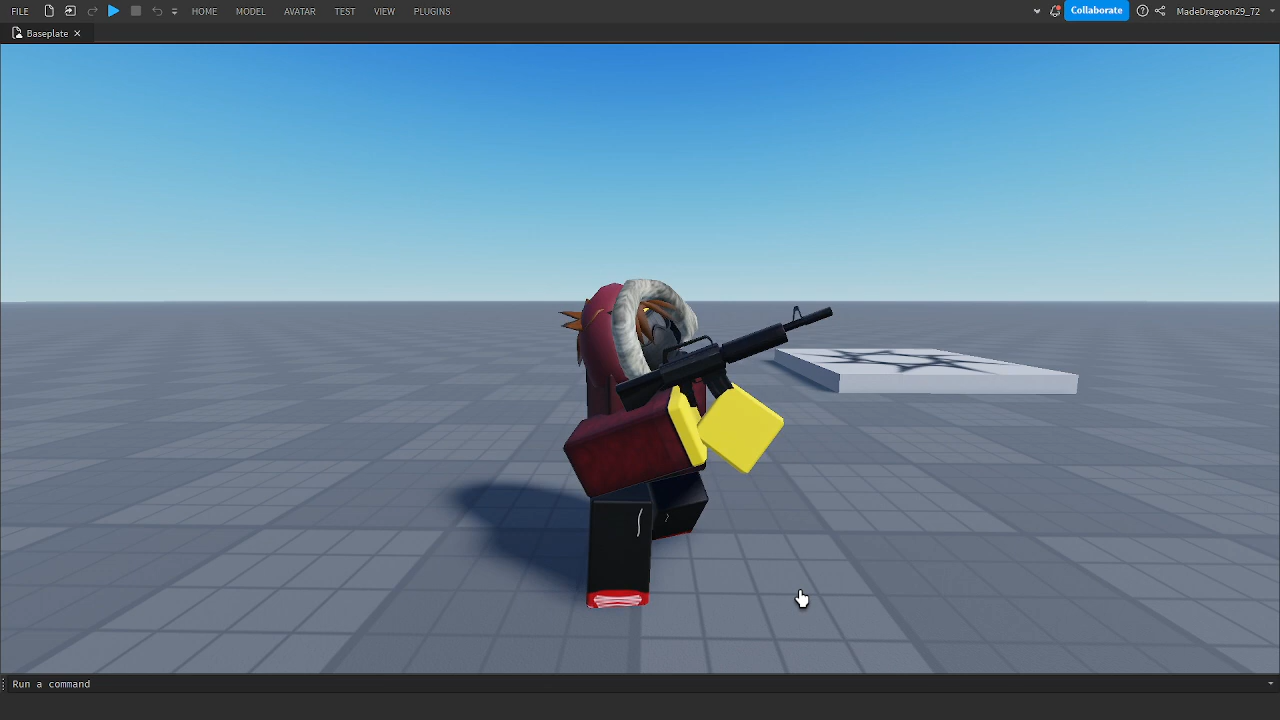 FILE HOME MODEL AVATAR TEST VIEW PLUGINS Collaborate MadeDragoon29_72
Baseplate
Run a command